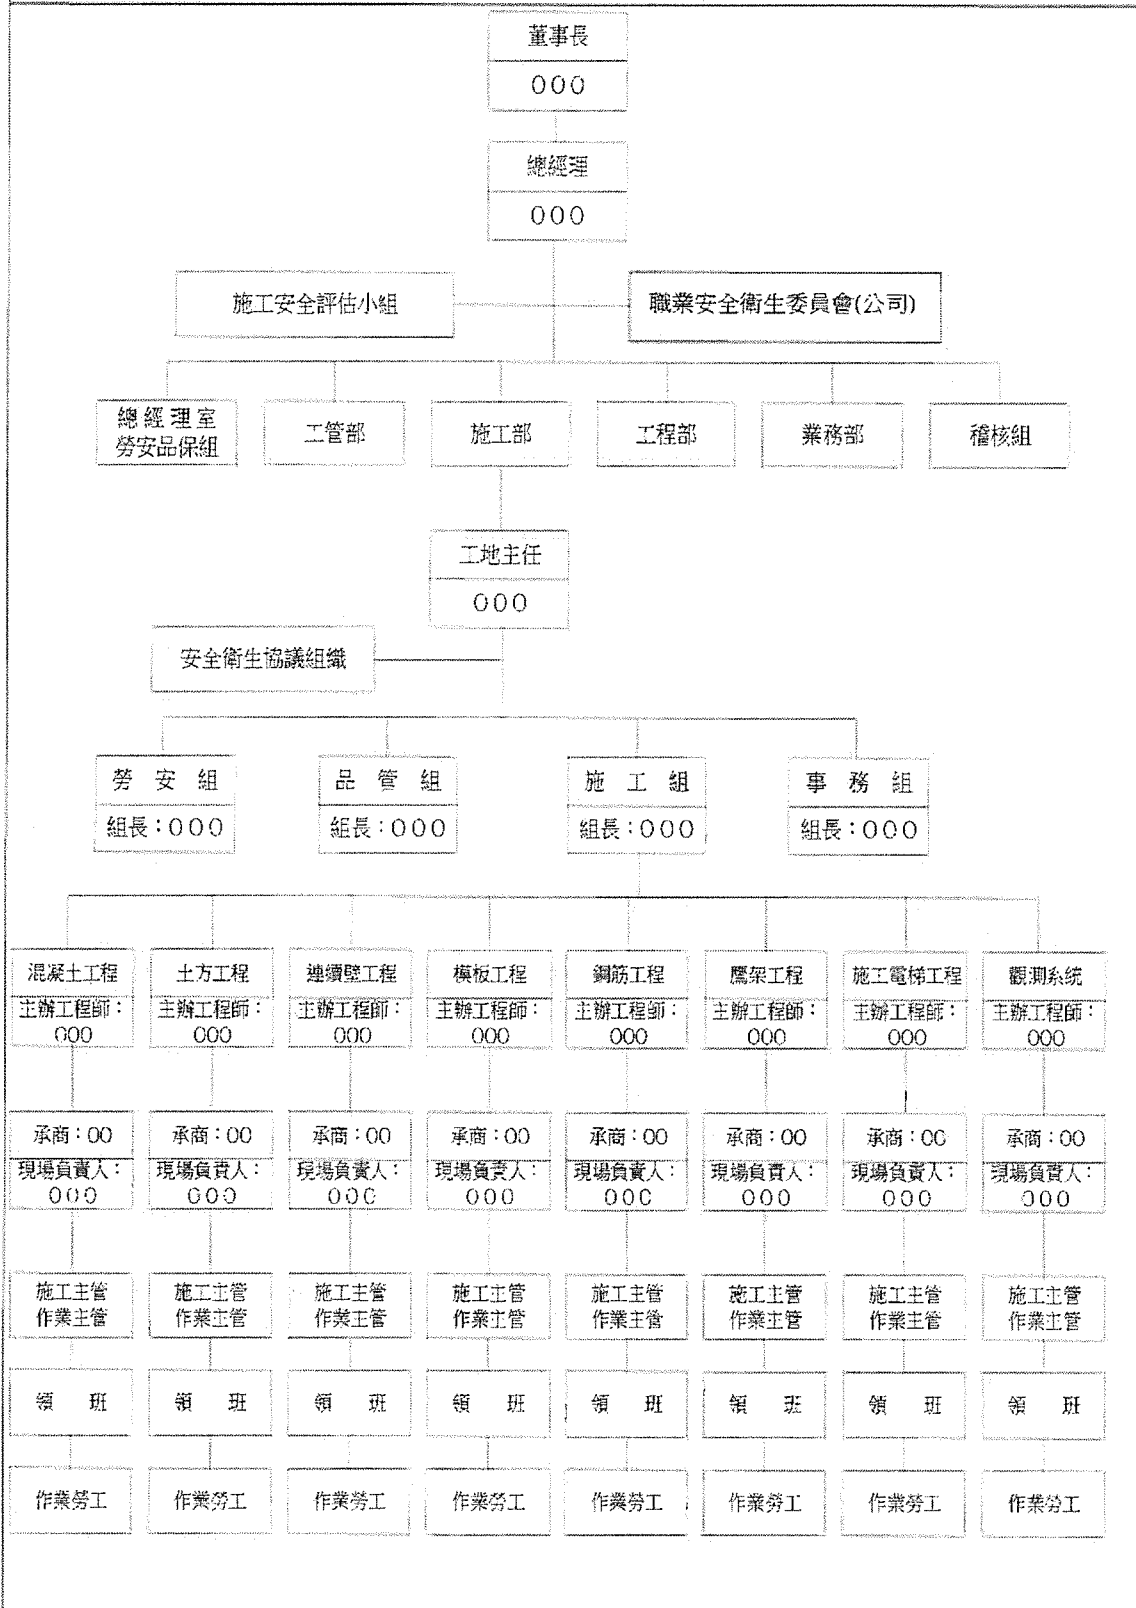 董事長
000
總經理
000
施工安全評估小組
職業安全衛生委員會(公司)
總經理室
勞安品保組
工管部
施工部
工程部
業務部
稽核組
工地主任
000
安全衛生協議組織
勞安組
組長：000
品管組
組長：000
施工組
組長：000
事務組
組長：000
混凝土工程
土方工程
連續壁工程
模板工程
鋼筋工程
鷹架工程
施工電梯工程
觀測系統
主辦工程師：
000
主辦工程師：
000
主辦工程師：
000
主辦工程師：
000
主辦工程師：
000
主辦工程師：
000
主辦工程師：
000
主辦工程師：
000
承商：00
承商：00
承商：00
承商：00
承商：00
承商：00
承商：00
承商：00
現場負責人：
000
現場負責人：
000
現場負責人：
000
現場負責人：
000
現場負責人：
000
現場負責人：
000
現場負責人：
000
現場負責人：
000
施工主管
作業主管
施工主管
作業主管
施工主管
作業主管
施工主管
作業主管
施工主管
作業主管
施工主管
作業主管
施工主管
作業主管
施工主管
作業主管
領班
領班
領班
領班
領班
領班
領班
領班
作業勞工
作業勞工
作業勞工
作業勞工
作業勞工
作業勞工
作業勞工
作業勞工